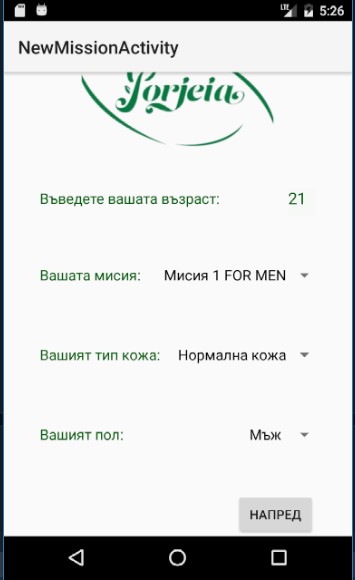 LTE 5:26
NewMissionActivity
Yorjeia
Въведете вашата възраст: 21
Вашата мисия: Мисия 1 FOR MEN
Вашият тип кожа: Нормална кожа
Вашият пол: Мъж
НАПРЕД